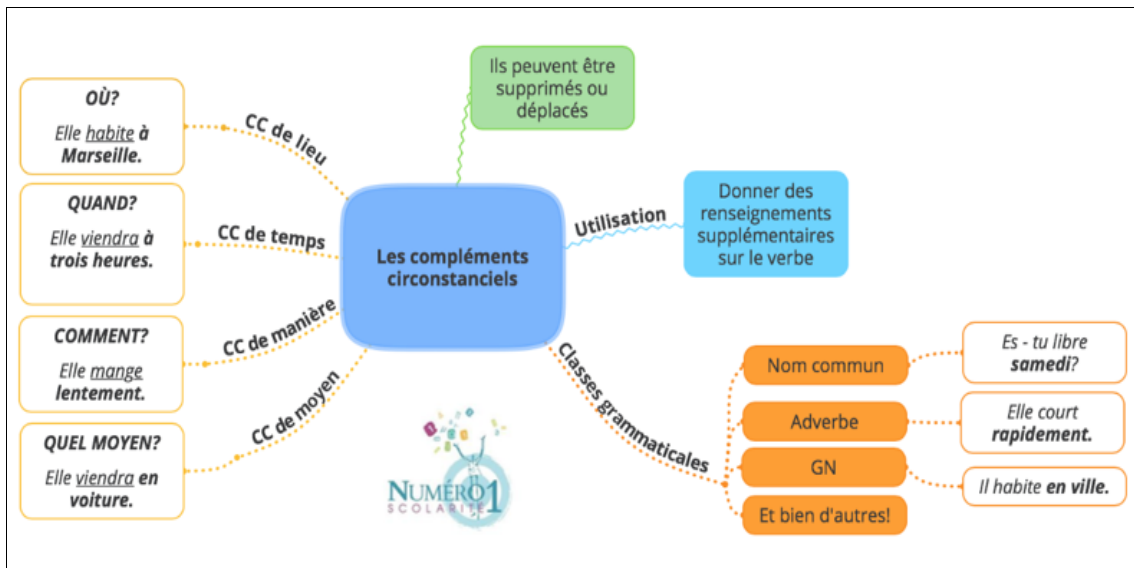 Ils peuvent être
supprimés ou
déplacés
OÙ?
Elle habite à
Marseille.
CC de lieu
QUAND?
Elle viendra à
trois heures.
CC de temps
COMMENT?
Elle mange
lentement.
CC de manière
QUEL MOYEN?
Elle viendra en
voiture.
CC de moyen
Les compléments
circonstanciels
Utilisation
Donner des
renseignements
supplémentaires
sur le verbe
Classes grammaticales
Nom commun
Es - tu libre
samedi?
Adverbe
Elle court
rapidement.
GN
Il habite en ville.
Et bien d'autres!
NUMÉRO1
SCOLARITÉ